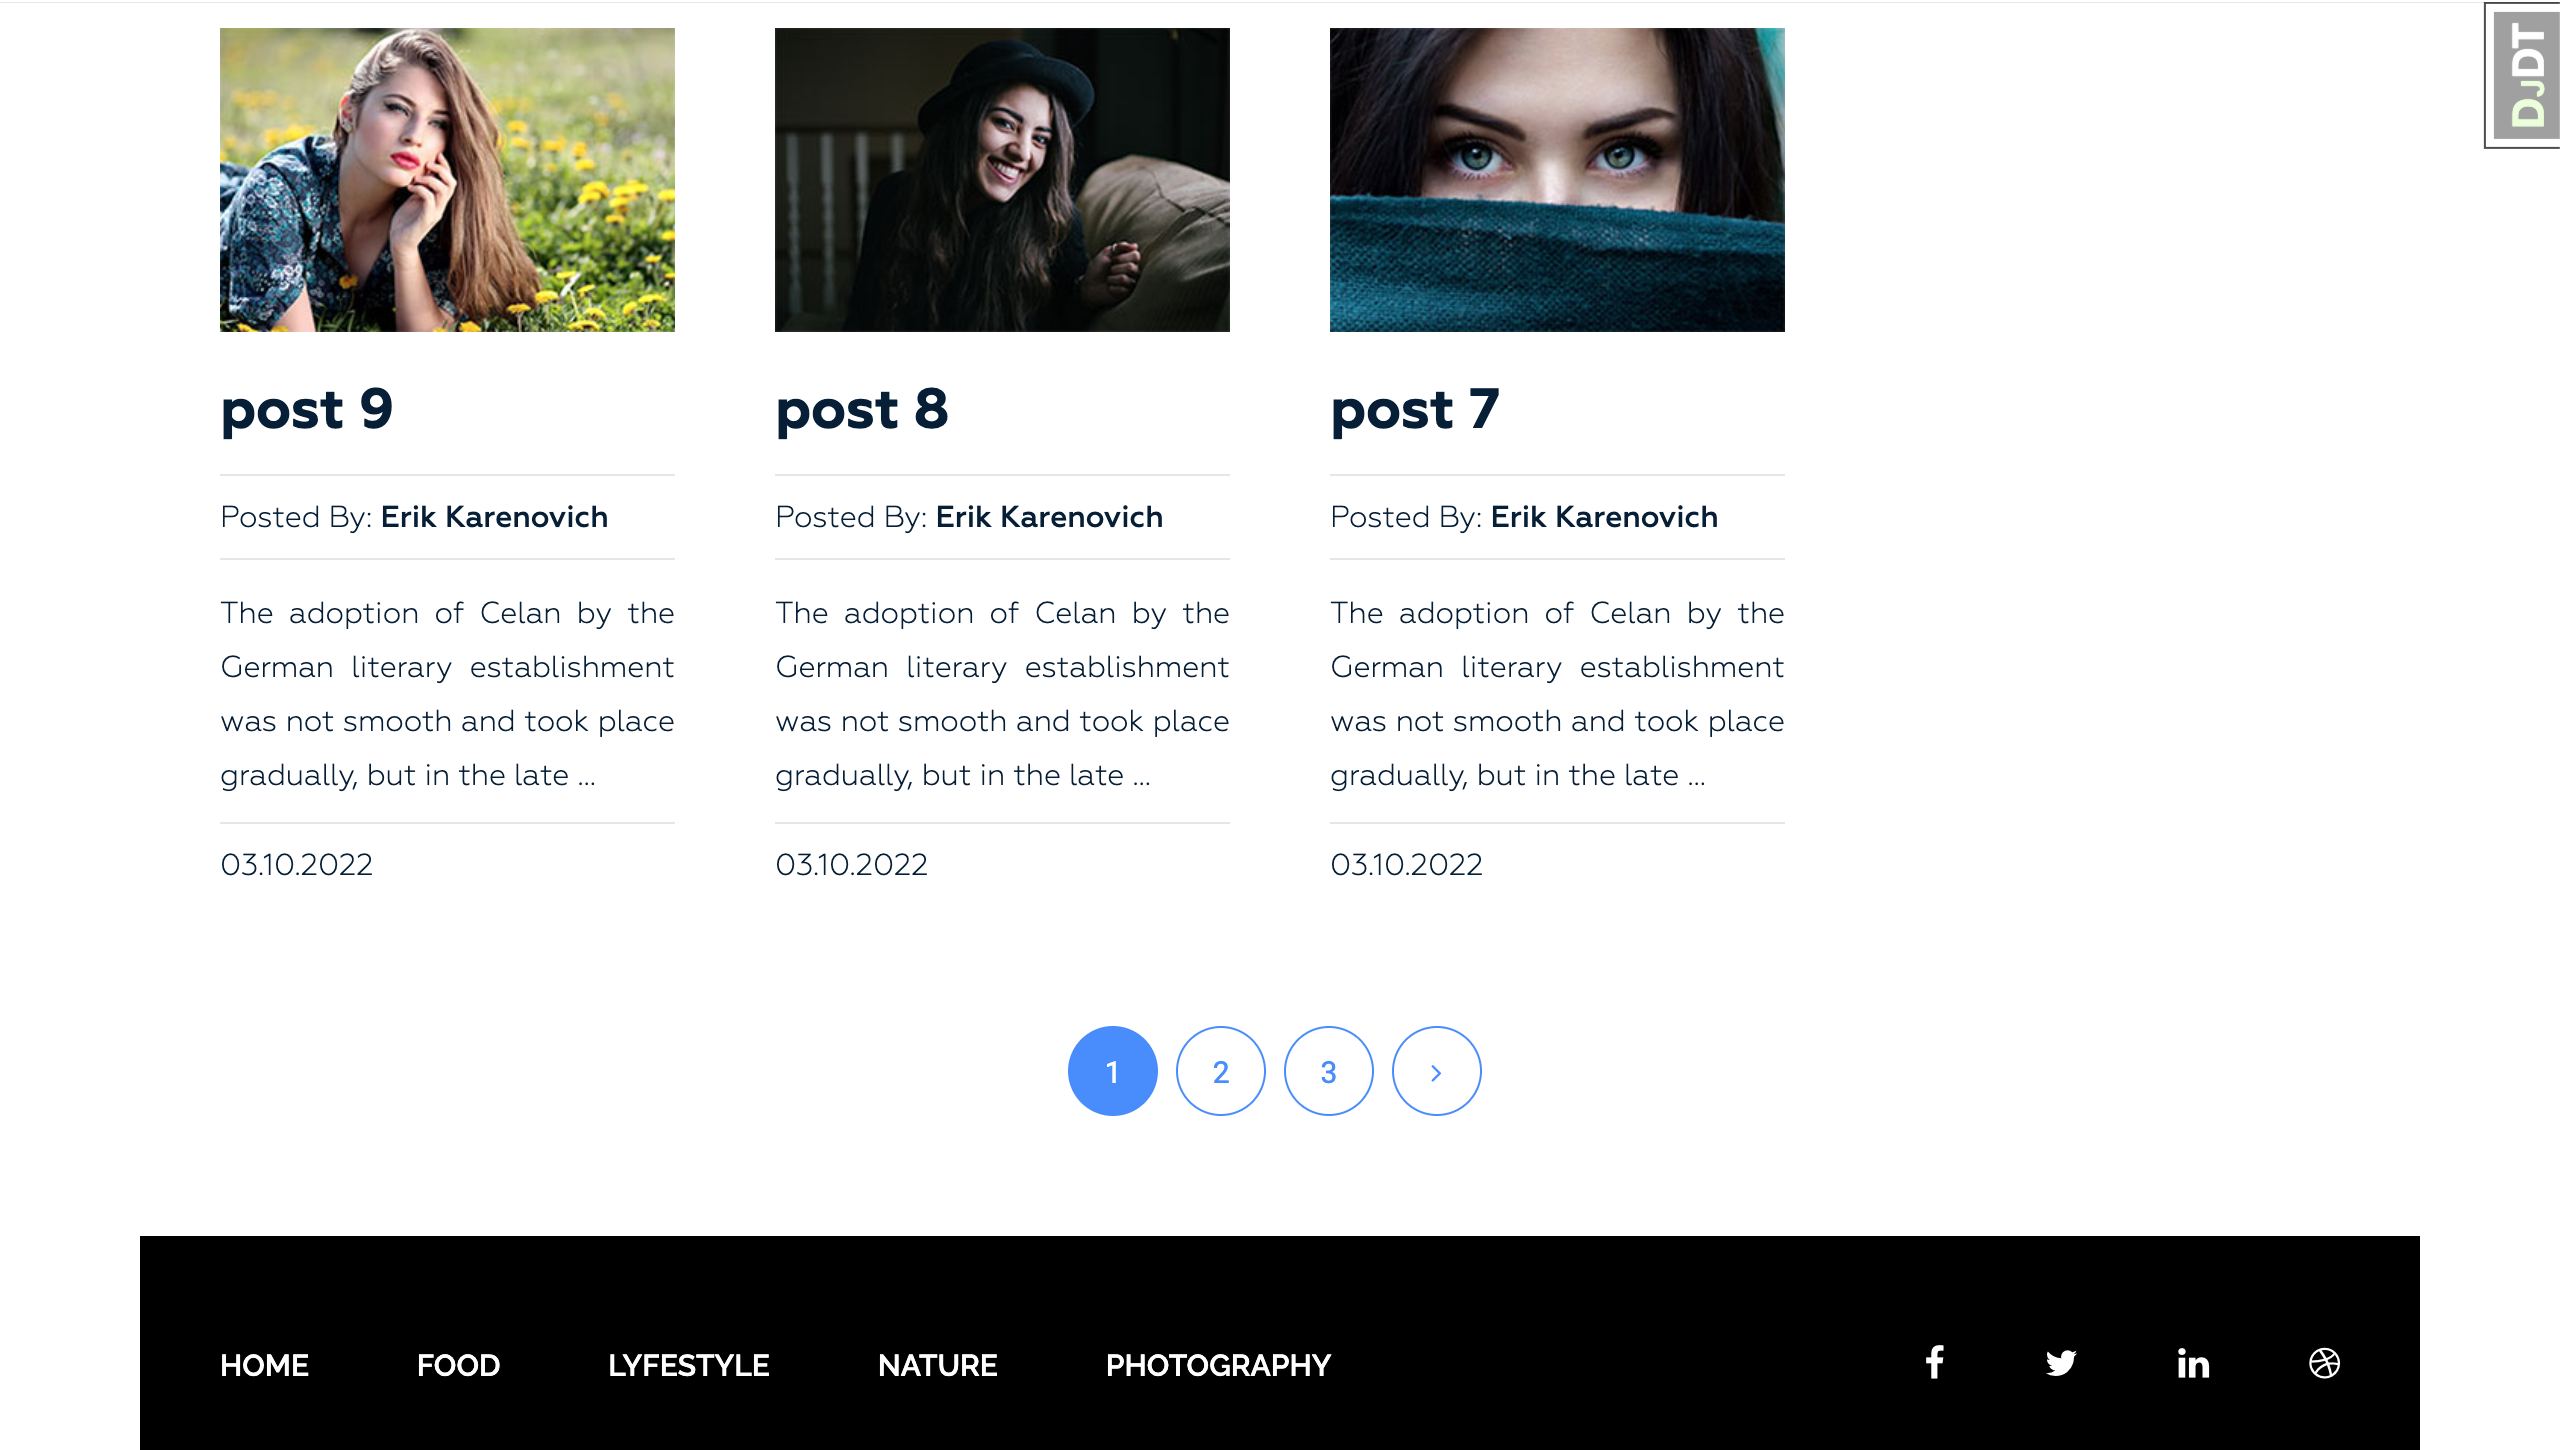 DJDT
post 9
Posted By: Erik Karenovich
The adoption of Celan by the
German literary establishment
was not smooth and took place
gradually, but in the late ...
03.10.2022
post 8
Posted By: Erik Karenovich
The adoption of Celan by the
German literary establishment
was not smooth and took place
gradually, but in the late ...
03.10.2022
post 7
Posted By: Erik Karenovich
The adoption of Celan by the
German literary establishment
was not smooth and took place
gradually, but in the late ...
03.10.2022
1 2 3 >
HOME FOOD LYFESTYLE NATURE PHOTOGRAPHY